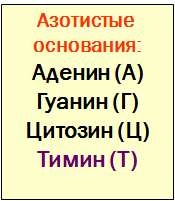 Азотистые
основания:
Аденин (А)
Гуанин (Г)
Цитозин (Ц)
Тимин (Т)